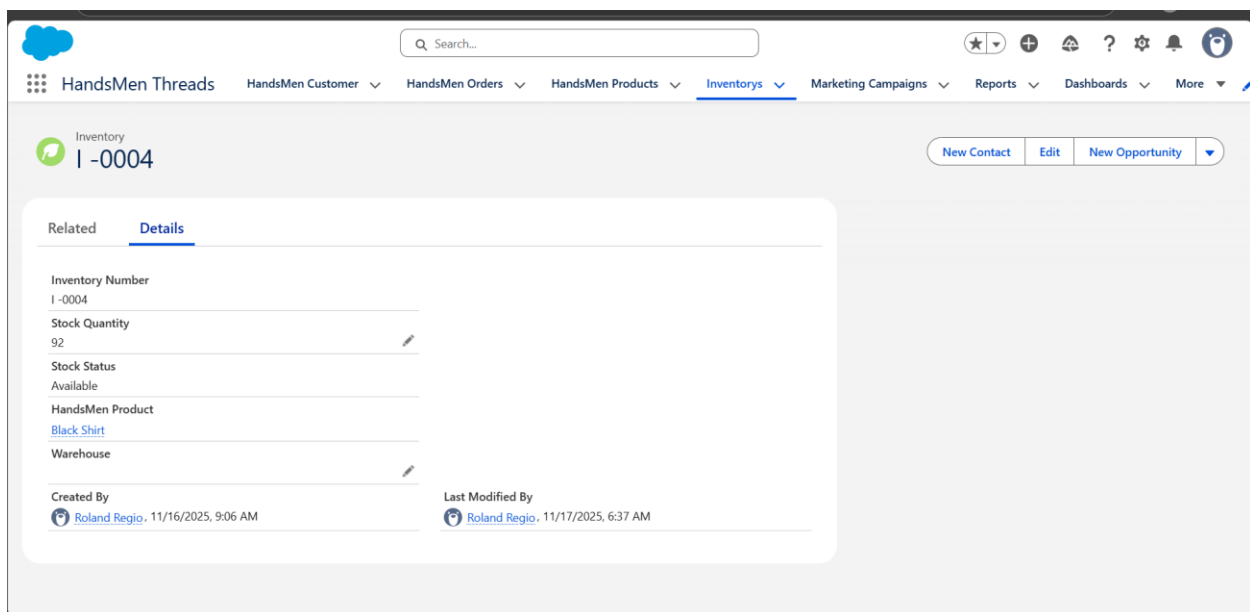 Search...
HandsMen Threads
HandsMen Customer
HandsMen Orders
HandsMen Products
Inventorys
Marketing Campaigns
Reports
Dashboards
More
Inventory
I -0004
New Contact
Edit
New Opportunity
Related
Details
Inventory Number
I -0004
Stock Quantity
92
Stock Status
Available
HandsMen Product
Black Shirt
Warehouse
Created By
Roland Regio, 11/16/2025, 9:06 AM
Last Modified By
Roland Regio, 11/17/2025, 6:37 AM